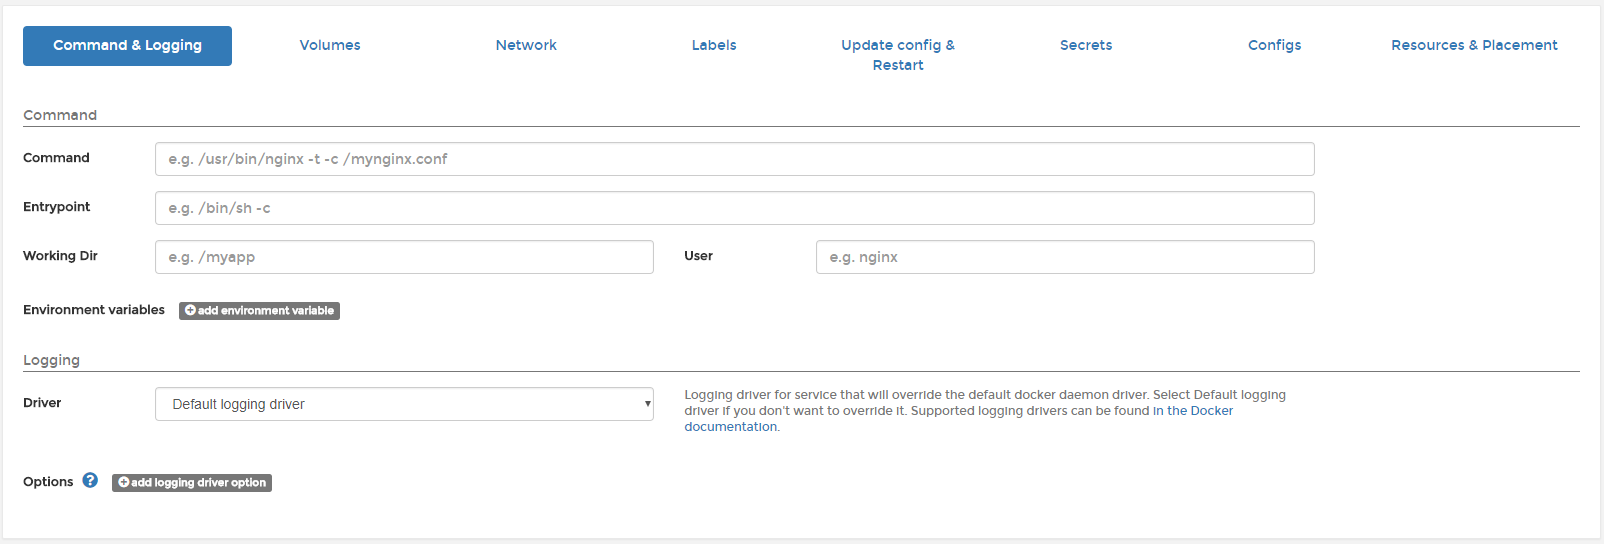 Command & Logging
Volumes
Network
Labels
Update config &
Restart
Secrets
Configs
Resources & Placement
Command
Command
e.g. /usr/bin/nginx -t -c /mynginx.conf
Entrypoint
e.g. /bin/sh -c
Working Dir
e.g. /myapp
User
e.g. nginx
Environment variables
add environment variable
Logging
Driver
Default logging driver
Logging driver for service that will override the default docker daemon driver. Select Default logging
driver if you don't want to override it. Supported logging drivers can be found in the Docker
documentation.
Options
?
add logging driver option